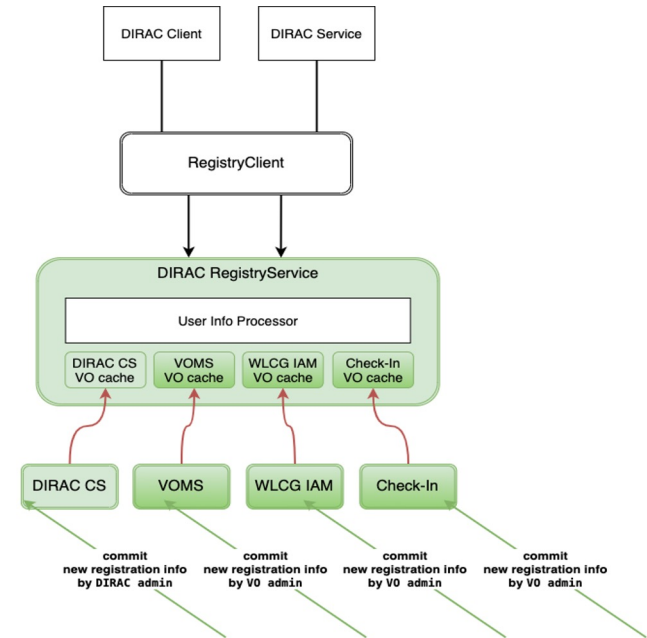 DIRAC Client
DIRAC Service
RegistryClient
DIRAC RegistryService
User Info Processor
DIRAC CS
VO cache
VOMS
VO cache
WLCG IAM
VO cache
Check-In
VO cache
DIRAC CS
VOMS
WLCG IAM
Check-In
commit
new registration info
by DIRAC admin
commit
new registration info
by VO admin
commit
new registration info
by VO admin
commit
new registration info
by VO admin